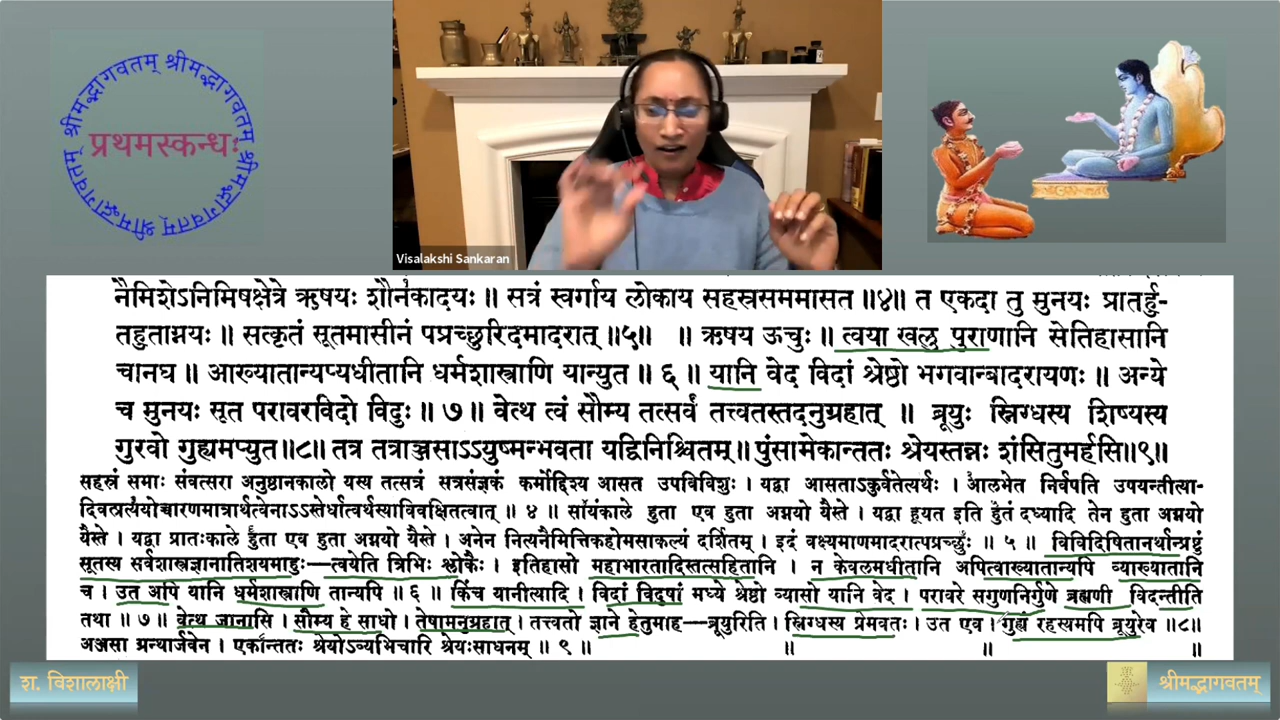 श्रीमद्भागवतम् श्रीमद्भागवतम् श्रीमद्भागवतम् श्रीमद्भागवतम्
प्रथमस्कन्धः
Visalakshi Sankaran
नैमिशेऽनिमिषक्षेत्रे ऋषयः शौनकादयः ॥ सत्रं स्वर्गाय लोकाय सहस्रसममासत ॥४॥ त एकदा तु मुनयः प्रातर्हु-
तहुताग्नयः ॥ सत्कृतं सूतमासीनं पप्रच्छुरिदमादरात् ॥५॥ ॥ ऋषय ऊचुः ॥ त्वया खलु पुराणानि सेतिहासानि
चानघ ॥ आख्यातान्यप्यधीतानि धर्मशास्त्राणि यान्युत ॥ ६ ॥ यानि वेद विदां श्रेष्ठो भगवान्बादरायणः ॥ अन्ये
च मुनयः सूत परावरविदो विदुः ॥ ७ ॥ वेत्थ त्वं सौम्य तत्सर्वं तत्त्वतस्तदनुग्रहात् ॥ ब्रूयुः स्निग्धस्य शिष्यस्य
गुरवो गुह्यमप्युत॥८॥ तत्र तत्राञ्जसाऽऽयुष्मन्भवता यद्विनिश्चितम्॥ पुंसामेकान्ततः श्रेयस्तन्नः शंसितुमर्हसि॥९॥
सहस्रं समाः संवत्सरा अनुष्ठानकालो यस्य तत्सत्रं सत्रसंज्ञकं कर्मोद्दिश्य आसत उपविविशुः । यद्वा आसताऽकुर्वतेत्यर्थः । आलभेत निर्वपति उपयन्तीत्या-
दिवत्प्रत्ययोच्चारणमात्रार्थत्वेनाऽऽस्तेर्धात्वर्थस्याविवक्षितत्वात् ॥ ४ ॥ सायंकाले हुता एव हुता अग्नयो यैस्ते । यद्वा हूयत इति हुतं दध्यादि तेन हुता अग्नयो
यैस्ते । यद्वा प्रातःकाले हुता एव हुता अग्नयो यैस्ते । अनेन नित्यनैमित्तिकहोमसाकल्यं दर्शितम् । इदं वक्ष्यमाणमादरात्पप्रच्छुः ॥ ५ ॥ विविदिषितानर्थान्प्रष्टुं
सूतस्य सर्वशास्त्रज्ञानातिशयमाहुः—त्वयेति त्रिभिः श्लोकैः । इतिहासो महाभारतादिस्तत्सहितानि । न केवलमधीतानि अपित्वाख्यातान्यपि व्याख्यातानि
च । उत अपि यानि धर्मशास्त्राणि तान्यपि ॥ ६ ॥ किंच यानीत्यादि । विदां विदुषां मध्ये श्रेष्ठो व्यासो यानि वेद । परावरे सगुणनिर्गुणे ब्रह्मणी विदन्तीति
तथा ॥ ७॥ वेत्थ जानासि । सौम्य हे साधो । तेषामनुग्रहात् । तत्त्वतो ज्ञाने हेतुमाह—ब्रूयुरिति । स्निग्धस्य प्रेमवतः । उत एव । गुह्यं रहस्यमपि ब्रूयुरेव ॥८॥
अञ्जसा ग्रन्थार्जवेन । एकान्ततः श्रेयोऽव्यभिचारि श्रेयःसाधनम् ॥ ९ ॥ ॥ ॥ ॥
श. विशालाक्षी
श्रीमद्भागवतम्